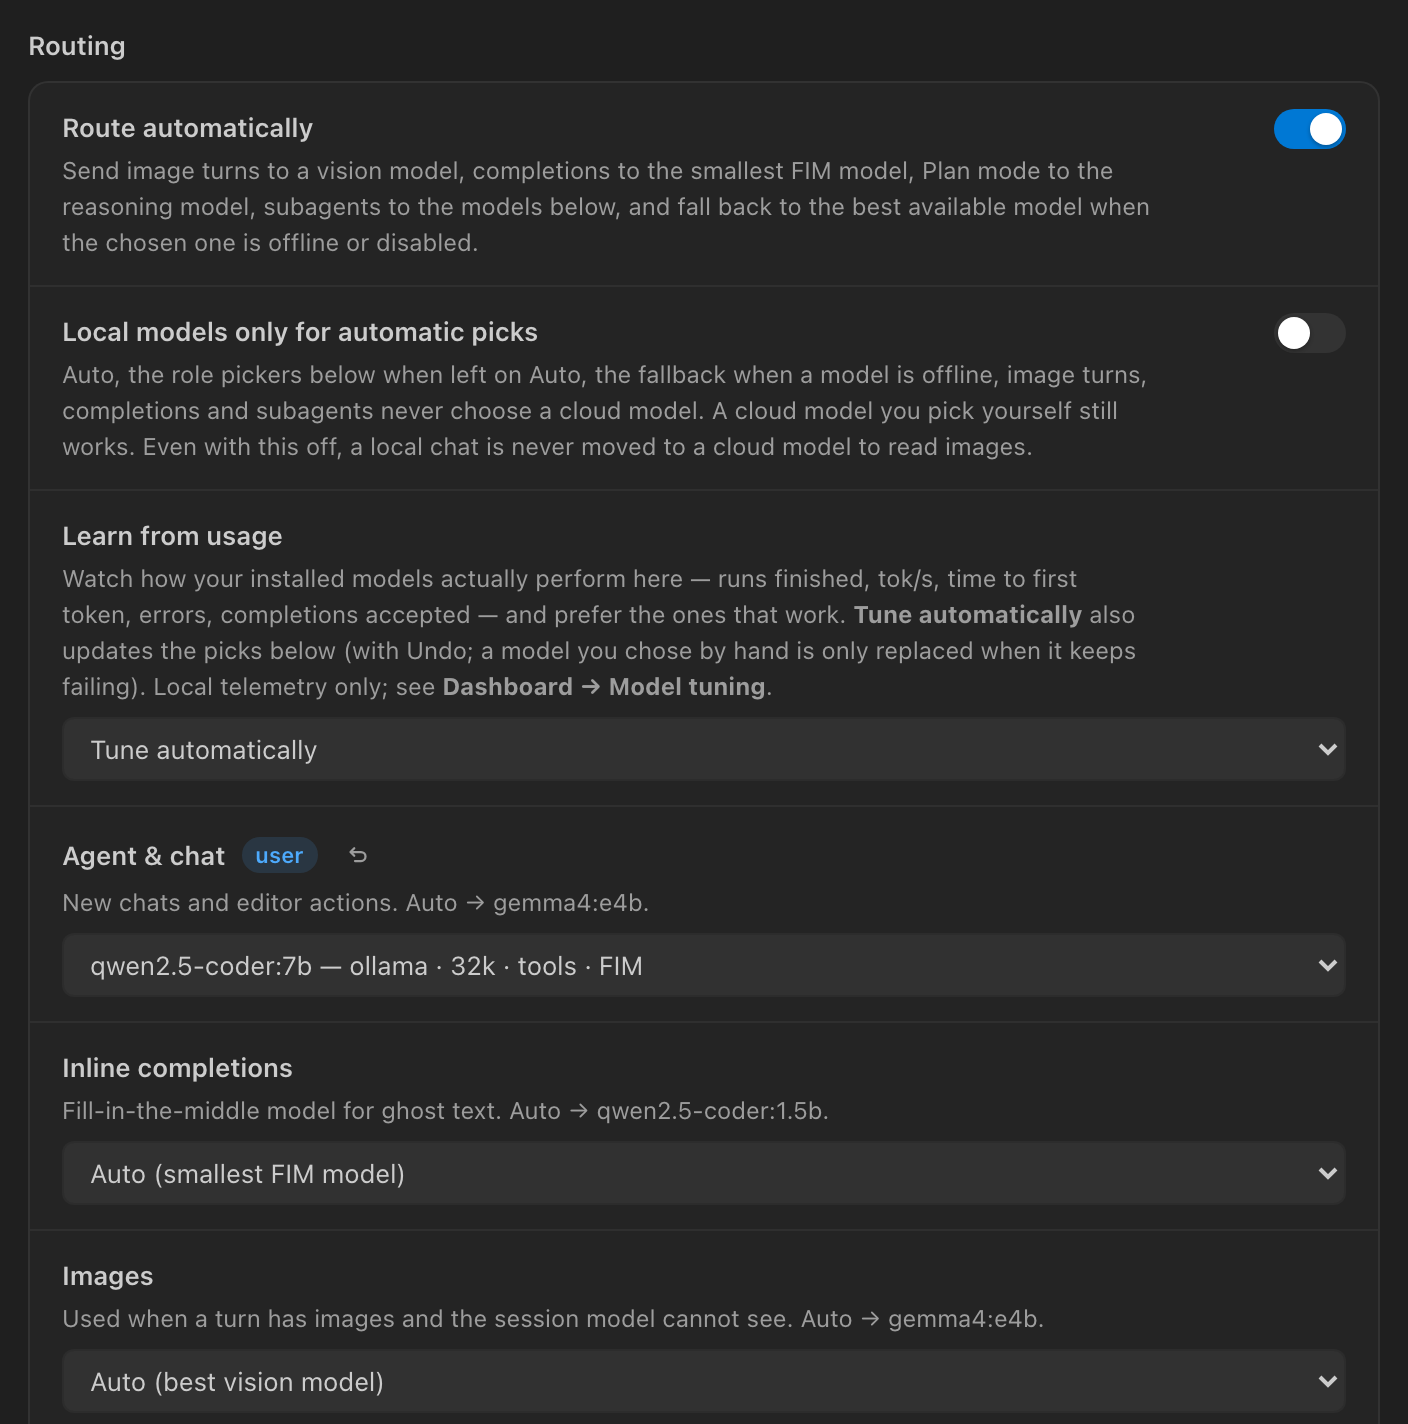 Routing
Route automatically
Send image turns to a vision model, completions to the smallest FIM model, Plan mode to the
reasoning model, subagents to the models below, and fall back to the best available model when
the chosen one is offline or disabled.
Local models only for automatic picks
Auto, the role pickers below when left on Auto, the fallback when a model is offline, image turns,
completions and subagents never choose a cloud model. A cloud model you pick yourself still
works. Even with this off, a local chat is never moved to a cloud model to read images.
Learn from usage
Watch how your installed models actually perform here — runs finished, tok/s, time to first
token, errors, completions accepted — and prefer the ones that work. Tune automatically also
updates the picks below (with Undo; a model you chose by hand is only replaced when it keeps
failing). Local telemetry only; see Dashboard → Model tuning.
Tune automatically
Agent & chat user
New chats and editor actions. Auto → gemma4:e4b.
qwen2.5-coder:7b — ollama · 32k · tools · FIM
Inline completions
Fill-in-the-middle model for ghost text. Auto → qwen2.5-coder:1.5b.
Auto (smallest FIM model)
Images
Used when a turn has images and the session model cannot see. Auto → gemma4:e4b.
Auto (best vision model)